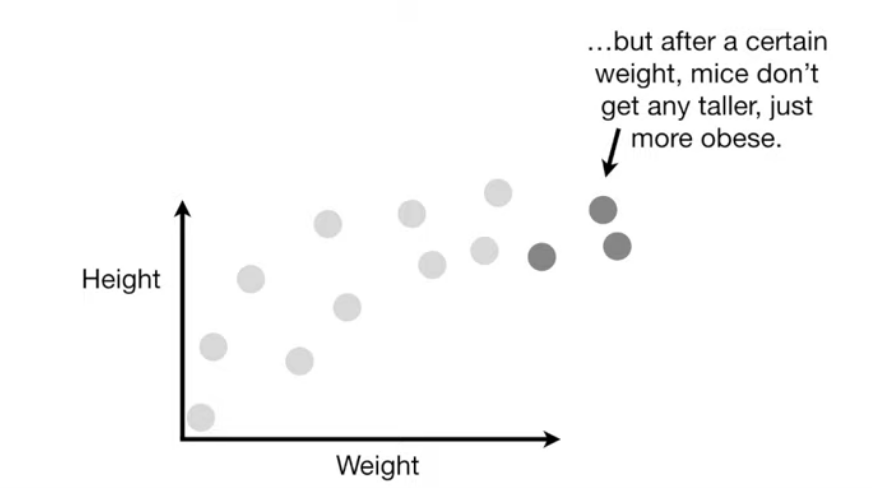 ...but after a certain
weight, mice don't
get any taller, just
more obese.
Height
Weight